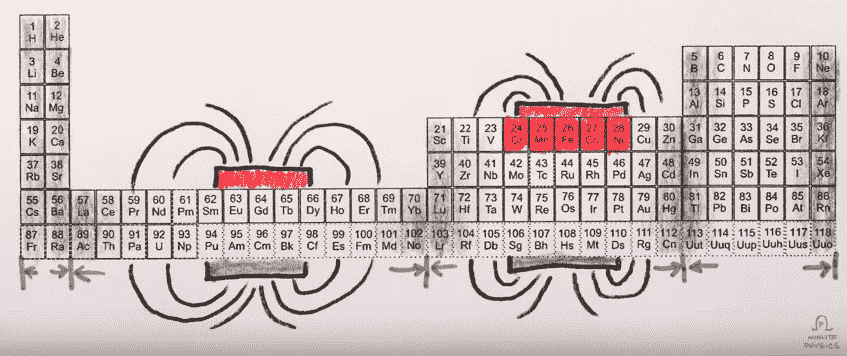 1 2
H He
3 4 5 6 7 8 9 10
Li Be B C N O F Ne
11 12 13 14 15 16 17 18
Na Mg Al Si P S Cl Ar
19 20 21 22 23 24 25 26 27 28 29 30 31 32 33 34 35 36
K Ca Sc Ti V Cr Mn Fe Co Ni Cu Zn Ga Ge As Se Br Kr
37 38 39 40 41 42 43 44 45 46 47 48 49 50 51 52 53 54
Rb Sr Y Zr Nb Mo Tc Ru Rh Pd Ag Cd In Sn Sb Te I Xe
55 56 57 58 59 60 61 62 63 64 65 66 67 68 69 70 71 72 73 74 75 76 77 78 79 80 81 82 83 84 85 86
Cs Ba La Ce Pr Nd Pm Sm Eu Gd Tb Dy Ho Er Tm Yb Lu Hf Ta W Re Os Ir Pt Au Hg Tl Pb Bi Po At Rn
87 88 89 90 91 92 93 94 95 96 97 98 99 100 101 102 103 104 105 106 107 108 109 110 111 112 113 114 115 116 117 118
Fr Ra Ac Th Pa U Np Pu Am Cm Bk Cf Es Fm Md No Lr Rf Db Sg Bh Hs Mt Ds Rg Cn Uut Uuq Uup Uuh Uus Uuo
MINUTE
PHYSICS